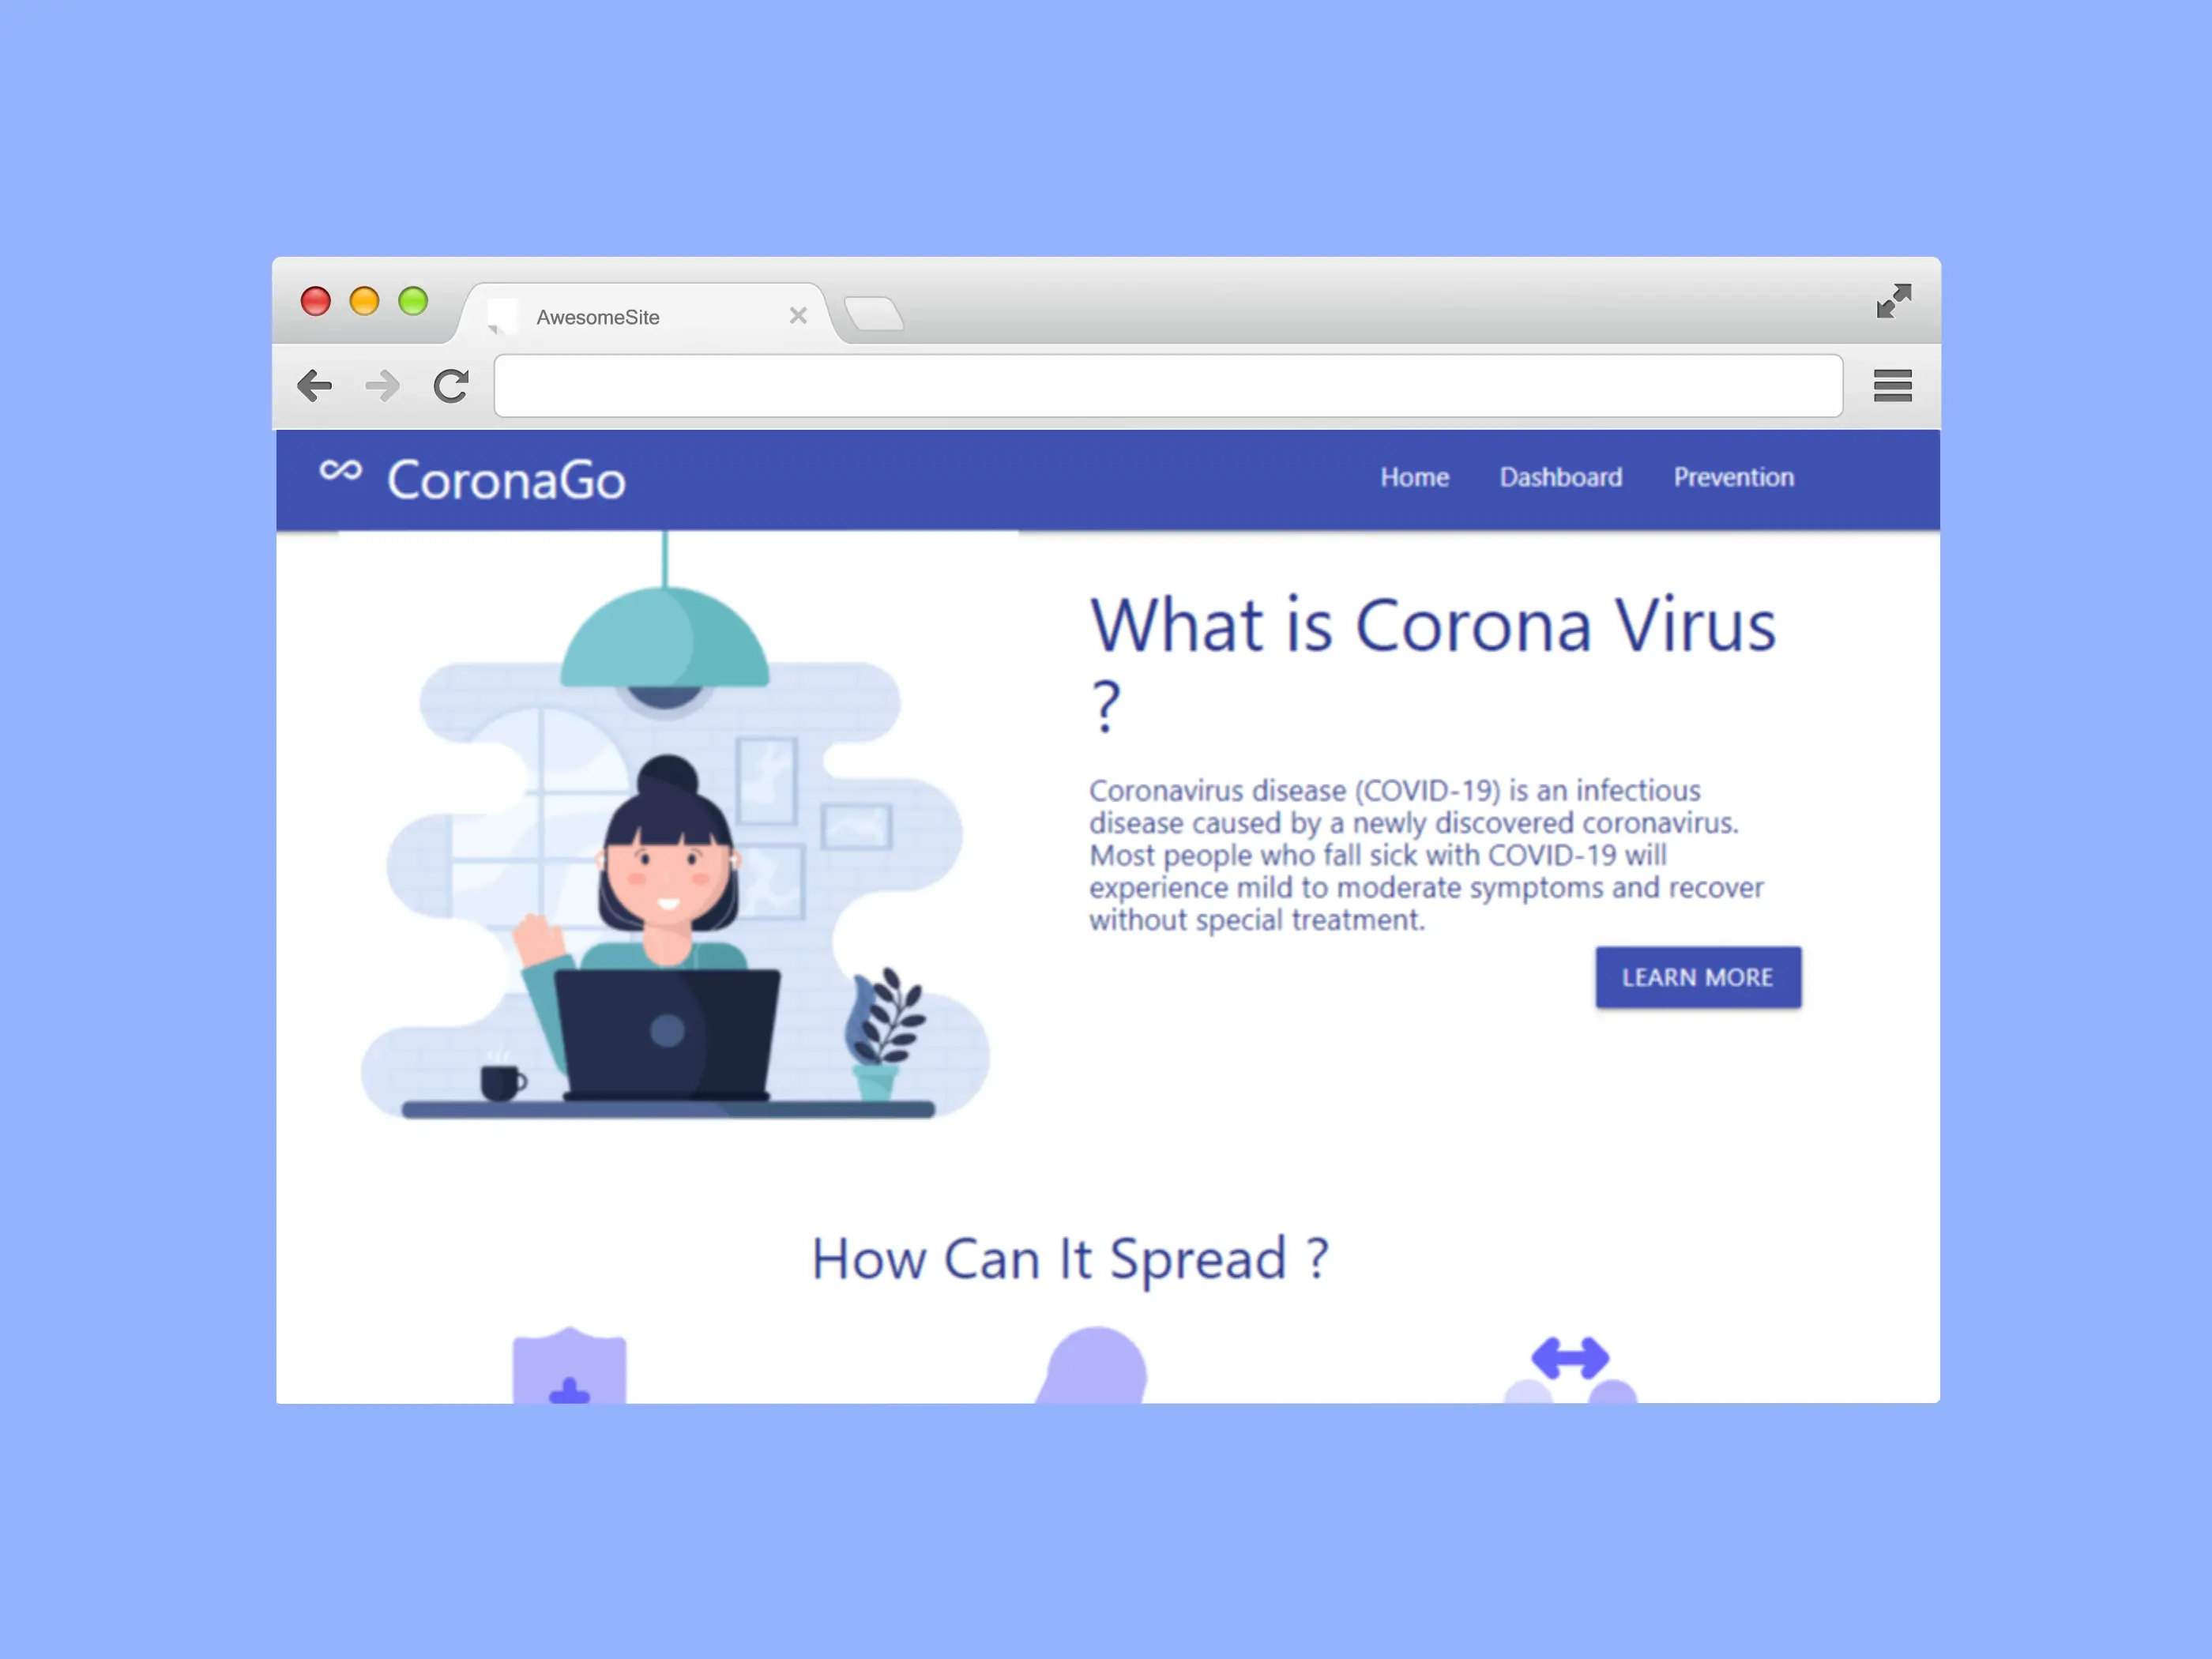 AwesomeSite
CoronaGo
Home Dashboard Prevention
What is Corona Virus
?
Coronavirus disease (COVID-19) is an infectious
disease caused by a newly discovered coronavirus.
Most people who fall sick with COVID-19 will
experience mild to moderate symptoms and recover
without special treatment.
LEARN MORE
How Can It Spread ?